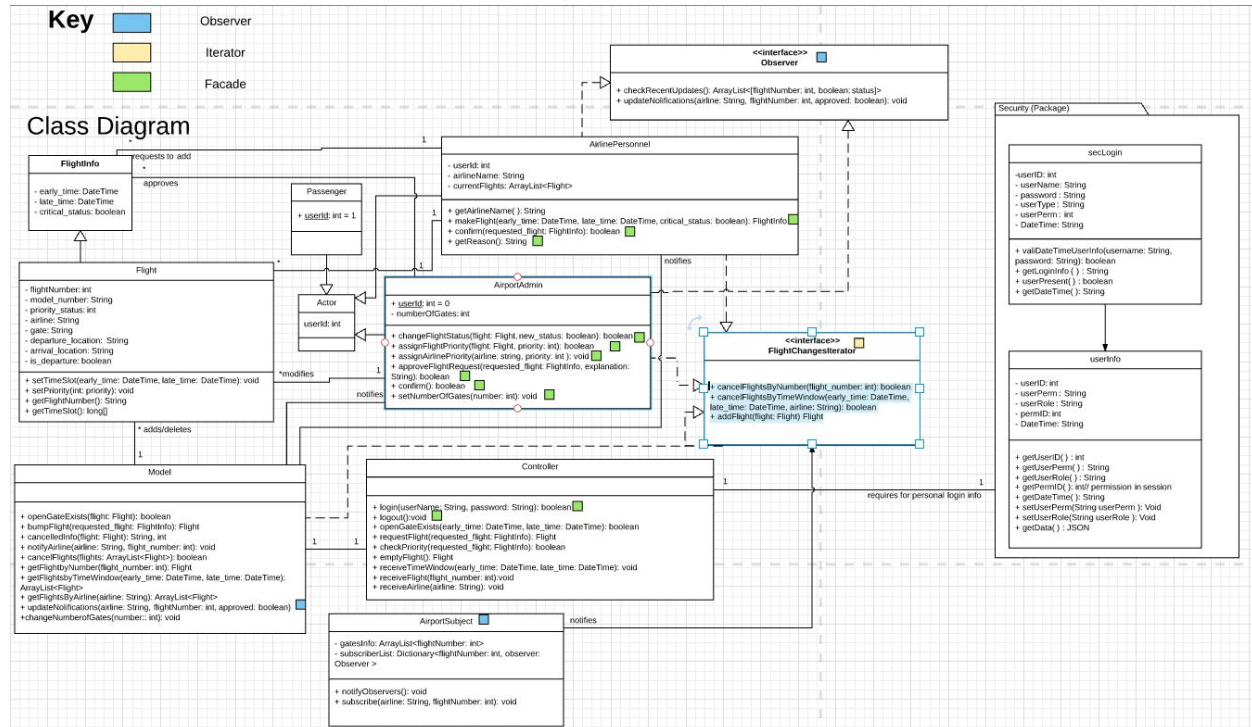 Key
Observer
Iterator
Facade
Class Diagram
<<interface>>
Observer
+ checkRecentUpdates(): ArrayList<[flightNumber: int, boolean: status]>
+ updateNolifications(airline: String, flightNumber: int, approved: boolean): void
*
requests to add
1
*
approves
FlightInfo
- early_time: DateTime
- late_time: DateTime
- critical_status: boolean
Passenger
+ userId: int = 1
AirlinePersonnel
- userId: int
- airlineName: String
- currentFlights: ArrayList<Flight>
+ getAirlineName( ): String
+ makeFlight(early_time: DateTime, late_time: DateTime, critical_status: boolean): FlightInfo
+ confirm(requested_flight: FlightInfo): boolean
+ getReason(): String
1
*
1
notifies
Flight
- flightNumber: int
- model_number: String
- priority_status: int
- airline: String
- gate: String
- departure_location: String
- arrival_location: String
- is_departure: boolean
+ setTimeSlot(early_time: DateTime, late_time: DateTime): void
+ setPriority(int: priority): void
+ getFlightNumber(): String
+ getTimeSlot(): long[]
Actor
userId: int
AirportAdmin
+ userId: int = 0
- numberOfGates: int
+ changeFlightStatus(flight: Flight, new_status: boolean): boolean
+ assignFlightPriority(flight: Flight, priority: int): boolean
+ assignAirlinePriority(airline: string, priority: int ): void
+ approveFlightRequest(requested_flight: FlightInfo, explanation:
String): boolean
+ confirm(): boolean
+ setNumberOfGates(number: int): void
*modifies
1
notifies
<<interface>>
FlightChangesIterator
+ cancelFlightsByNumber(flight_number: int): boolean
+ cancelFlightsByTimeWindow(early_time: DateTime,
late_time: DateTime, airline: String): boolean
+ addFlight(flight: Flight) Flight
* adds/deletes
1
Model
+ openGateExists(flight: Flight): boolean
+ bumpFlight(requested_flight: FlightInfo): Flight
+ cancelledInfo(flight: Flight): String, int
+ notifyAirline(airline: String, flight_number: int): void
+ cancelFlights(flights: ArrayList<Flight>): boolean
+ getFlightbyNumber(flight_number: int): Flight
+ getFlightsbyTimeWindow(early_time: DateTime, late_time: DateTime):
ArrayList<Flight>
+ getFlightsByAirline(airline: String): ArrayList<Flight>
+ updateNolifications(airline: String, flightNumber: int, approved: boolean)
+changeNumberofGates(number:: int): void
1
1
Controller
+ login(userName: String, password: String): boolean
+ logout():void
+ openGateExists(early_time: DateTime, late_time: DateTime): boolean
+ requestFlight(requested_flight: FlightInfo): Flight
+ checkPriority(requested_flight: FlightInfo): boolean
+ emptyFlight(): Flight
+ receiveTimeWindow(early_time: DateTime, late_time: DateTime): void
+ receiveFlight(flight_number: int):void
+ receiveAirline(airline: String): void
1
requires for personal login info
1
AirportSubject
- gatesInfo: ArrayList<flightNumber: int>
- subscriberList: Dictionary<flightNumber: int, observer:
Observer >
+ notifyObservers(): void
+ subscribe(airline: String, flightNumber: int): void
notifies
Security (Package)
secLogin
-userID: int
- userName: String
- password : String
- userType : String
- userPerm : int
- DateTime: String
+ valiDateTimeUserInfo(username: String,
password: String): boolean
+ getLoginInfo ( ) : String
+ userPresent( ) : boolean
+ getDateTime( ): String
userInfo
- userID: int
- userPerm : String
- userRole : String
- permID: int
- DateTime: String
+ getUserID( ) : int
+ getUserPerm( ) : String
+ getUserRole( ) : String
+ getPermID( ): int// permission in session
+ getDateTime( ): String
+ setUserPerm(String userPerm ): Void
+ setUserRole(String userRole ): Void
+ getData( ) : JSON